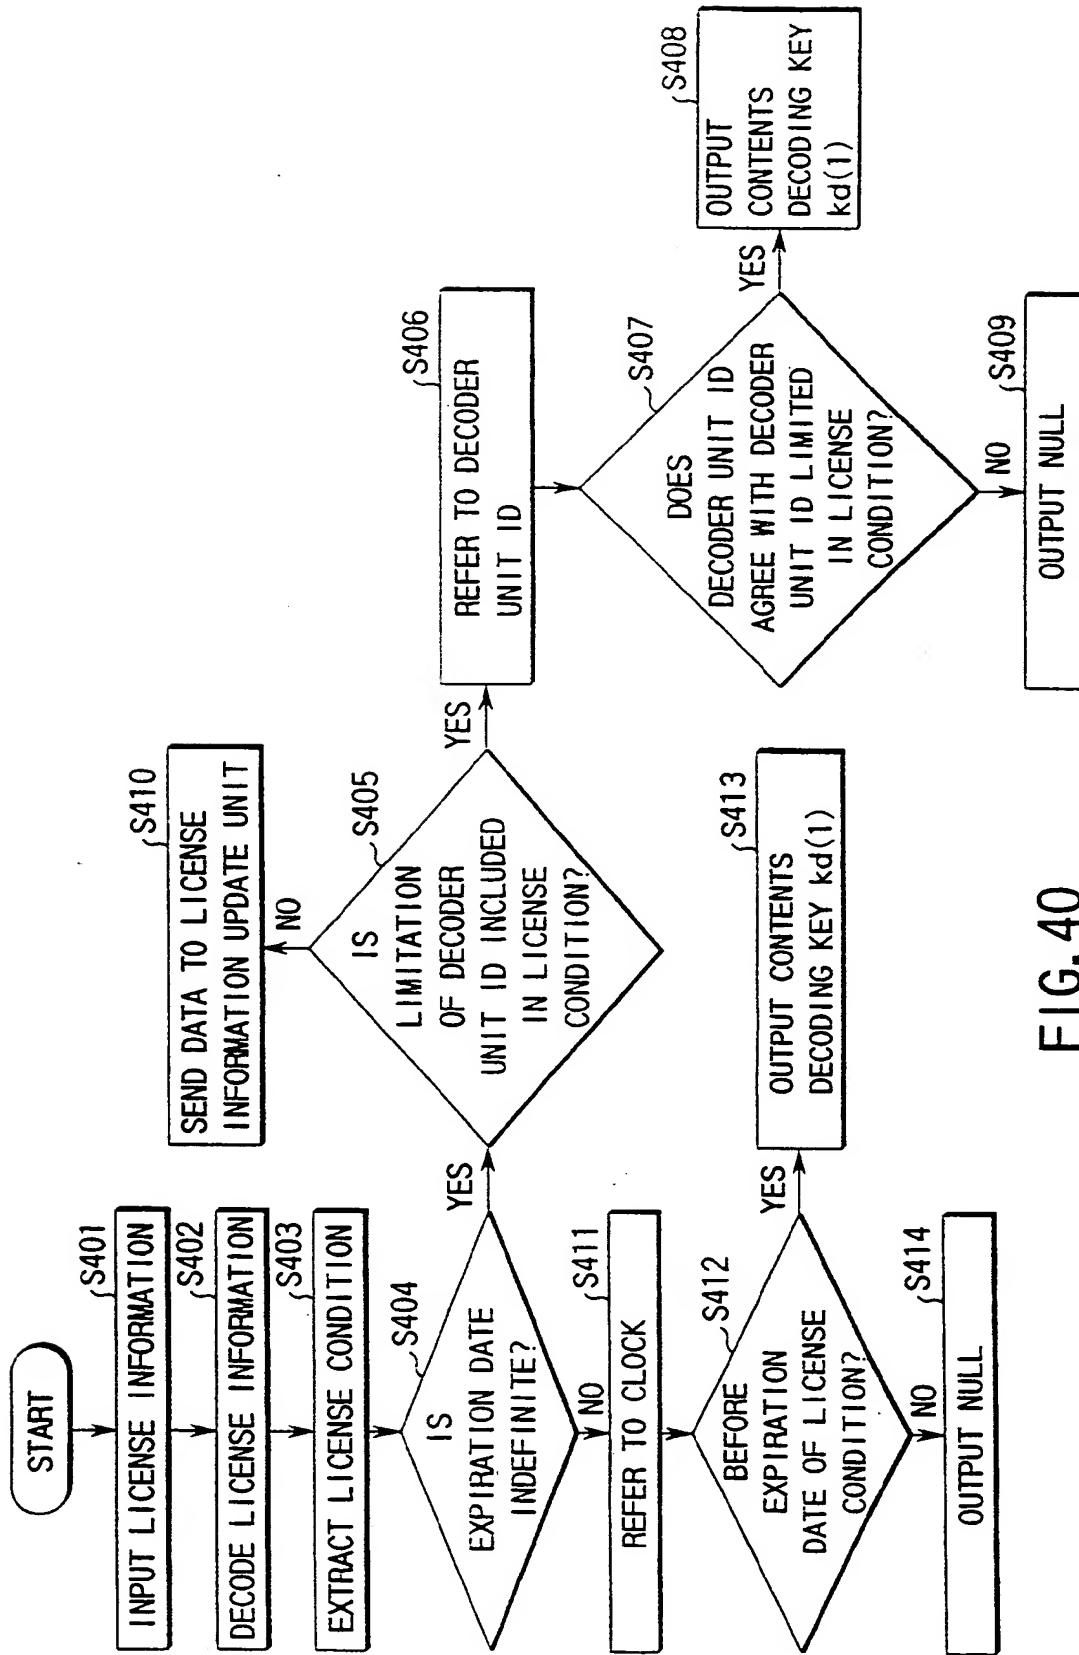 START
S401
INPUT LICENSE INFORMATION
S402
DECODE LICENSE INFORMATION
S403
EXTRACT LICENSE CONDITION
S404
IS
EXPIRATION DATE
INDEFINITE?
YES
NO
S411
REFER TO CLOCK
S412
BEFORE
EXPIRATION
DATE OF LICENSE
CONDITION?
YES
NO
S413
OUTPUT CONTENTS
DECODING KEY kd(1)
S414
OUTPUT NULL
S410
SEND DATA TO LICENSE
INFORMATION UPDATE UNIT
NO
S405
IS
LIMITATION
OF DECODER
UNIT ID INCLUDED
IN LICENSE
CONDITION?
YES
S406
REFER TO DECODER
UNIT ID
S407
DOES
DECODER UNIT ID
AGREE WITH DECODER
UNIT ID LIMITED
IN LICENSE
CONDITION?
YES
S408
OUTPUT
CONTENTS
DECODING KEY
kd(1)
NO
S409
OUTPUT NULL
FIG. 40